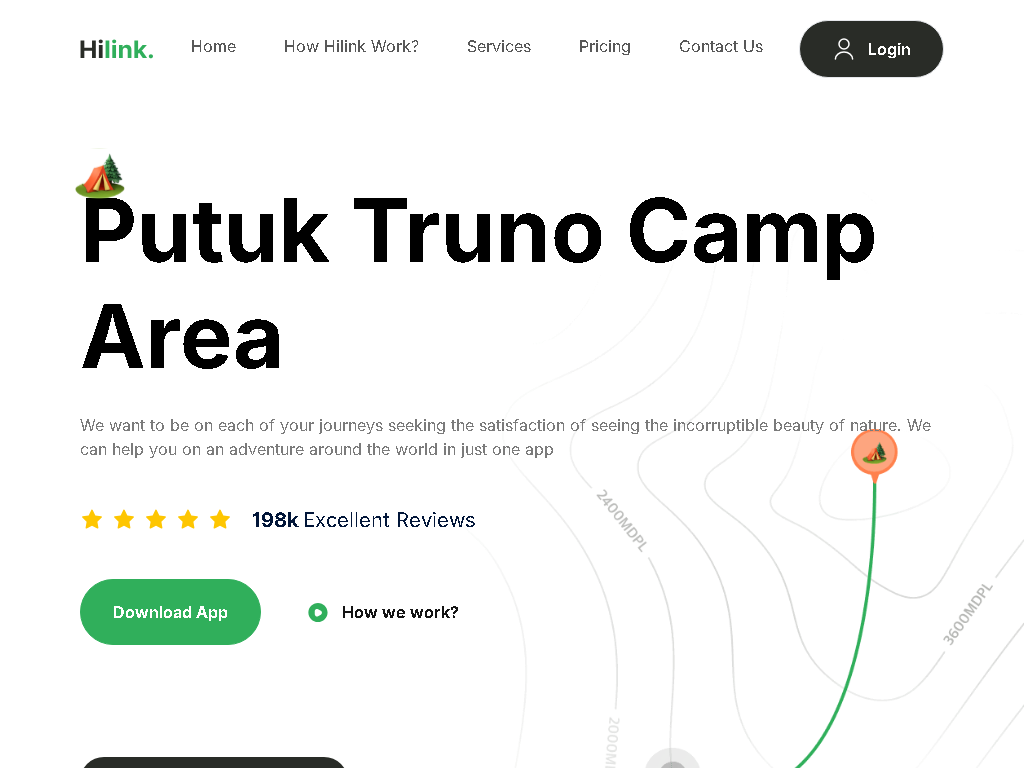 Hilink.
Home
How Hilink Work?
Services
Pricing
Contact Us
Login
Putuk Truno Camp
Area
We want to be on each of your journeys seeking the satisfaction of seeing the incorruptible beauty of nature. We
can help you on an adventure around the world in just one app
2400MDPL
198k Excellent Reviews
3600MDPL
Download App
How we work?